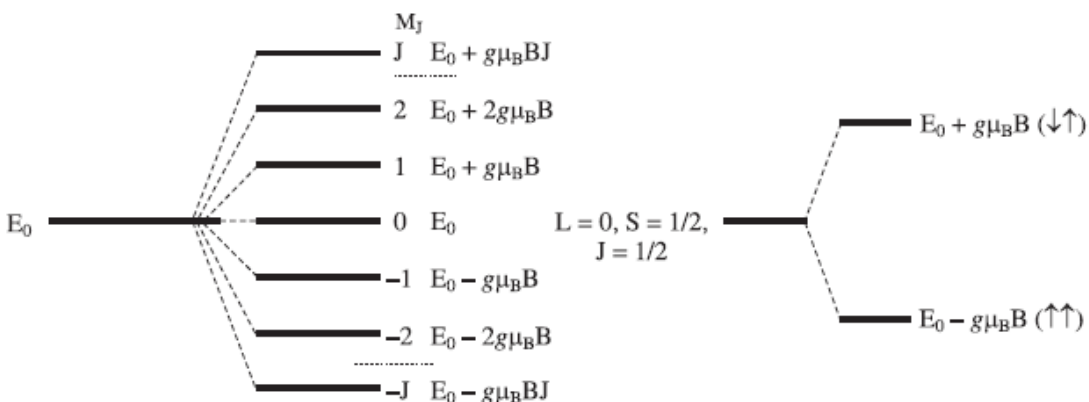 M_J
J E₀ + gμ_BBJ
2 E₀ + 2gμ_BB
1 E₀ + gμ_BB
E₀
0 E₀
–1 E₀ – gμ_BB
–2 E₀ – 2gμ_BB
–J E₀ – gμ_BBJ
L = 0, S = 1/2,
J = 1/2
E₀ + gμ_BB (↓↑)
E₀ – gμ_BB (↑↑)